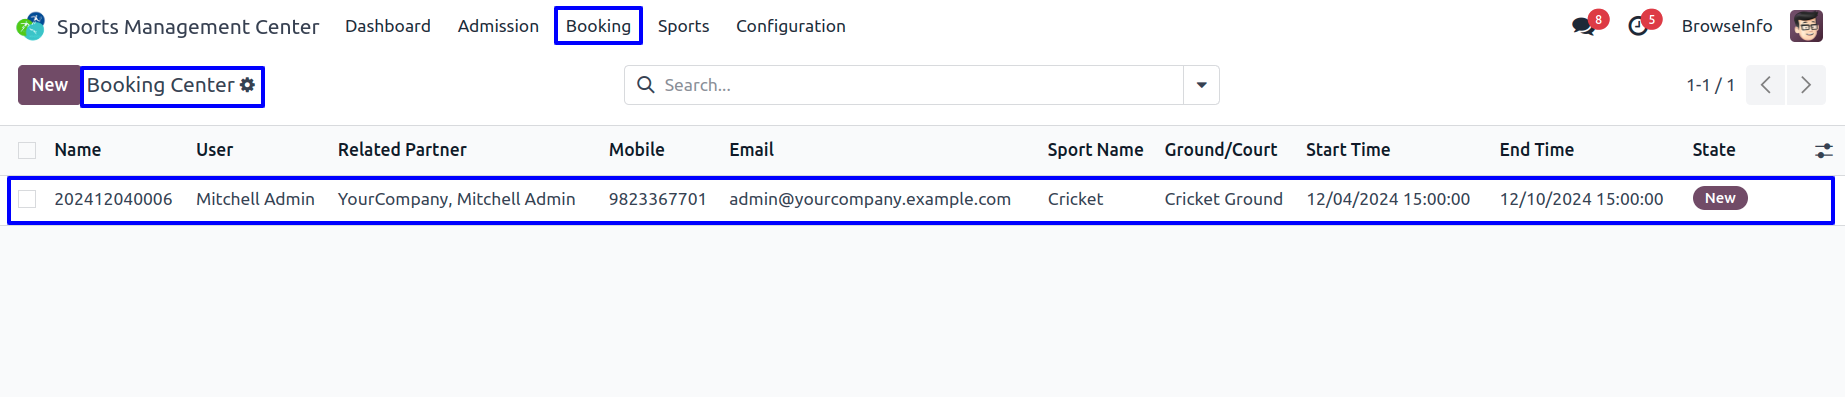 Sports Management Center Dashboard Admission Booking Sports Configuration 8 5 BrowseInfo
New Booking Center Search... 1-1 / 1
Name User Related Partner Mobile Email Sport Name Ground/Court Start Time End Time State
202412040006 Mitchell Admin YourCompany, Mitchell Admin 9823367701 admin@yourcompany.example.com Cricket Cricket Ground 12/04/2024 15:00:00 12/10/2024 15:00:00 New